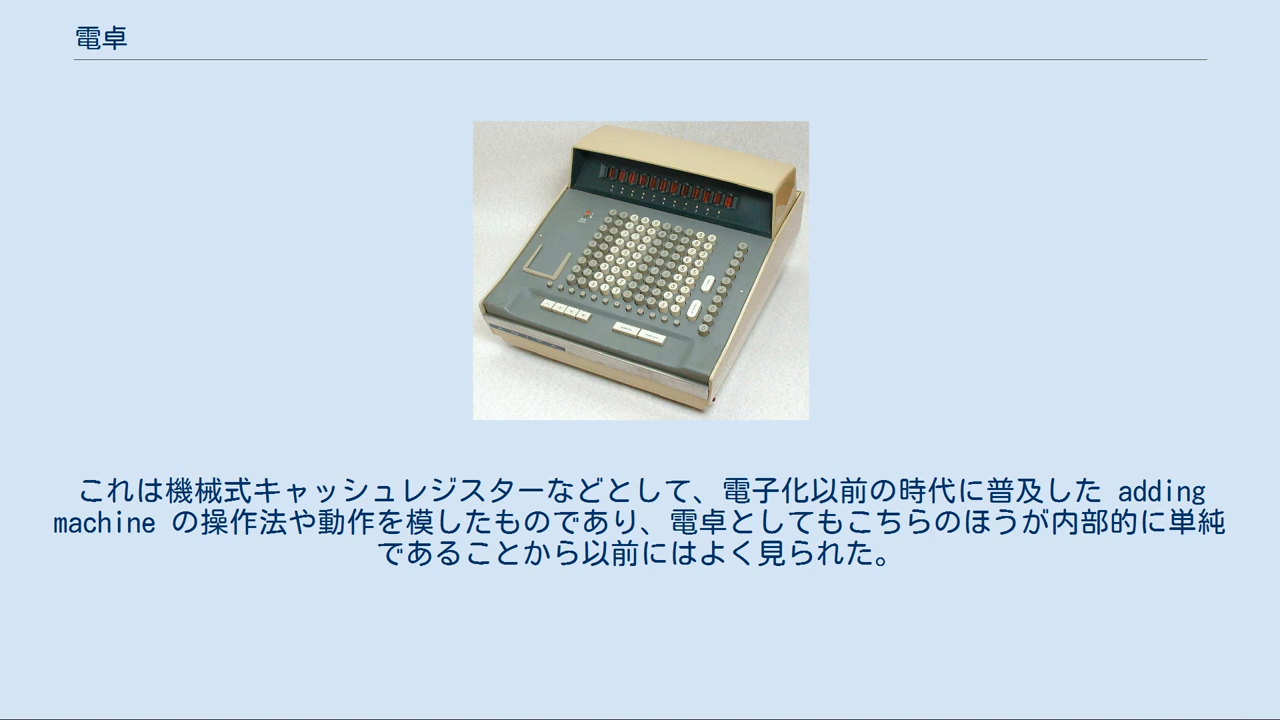 電卓
これは機械式キャッシュレジスターなどとして、電子化以前の時代に普及した adding
machine の操作法や動作を模したものであり、電卓としてもこちらのほうが内部的に単純
であることから以前にはよく見られた。